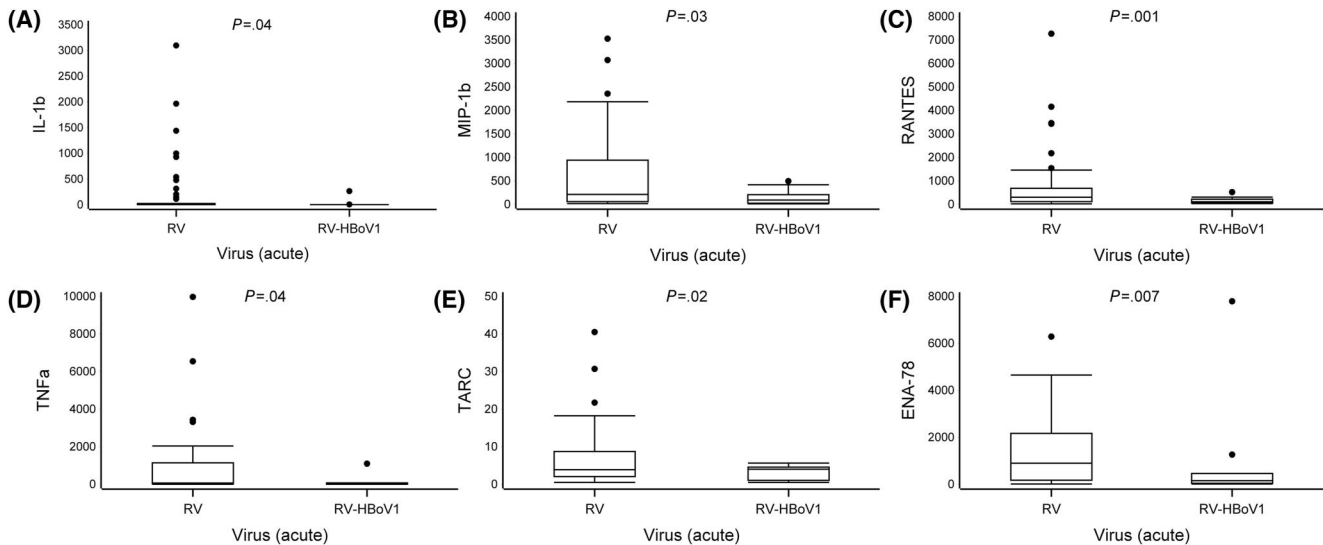 (A)
P=.04
3500
3000
2500
2000
1500
1000
500
0
IL-1b
RV
RV-HBoV1
Virus (acute)
(B)
P=.03
4000
3500
3000
2500
2000
1500
1000
500
0
MIP-1b
RV
RV-HBoV1
Virus (acute)
(C)
P=.001
8000
7000
6000
5000
4000
3000
2000
1000
0
RANTES
RV
RV-HBoV1
Virus (acute)
(D)
P=.04
10000
8000
6000
4000
2000
0
TNFa
RV
RV-HBoV1
Virus (acute)
(E)
P=.02
50
40
30
20
10
0
TARC
RV
RV-HBoV1
Virus (acute)
(F)
P=.007
8000
6000
4000
2000
0
ENA-78
RV
RV-HBoV1
Virus (acute)